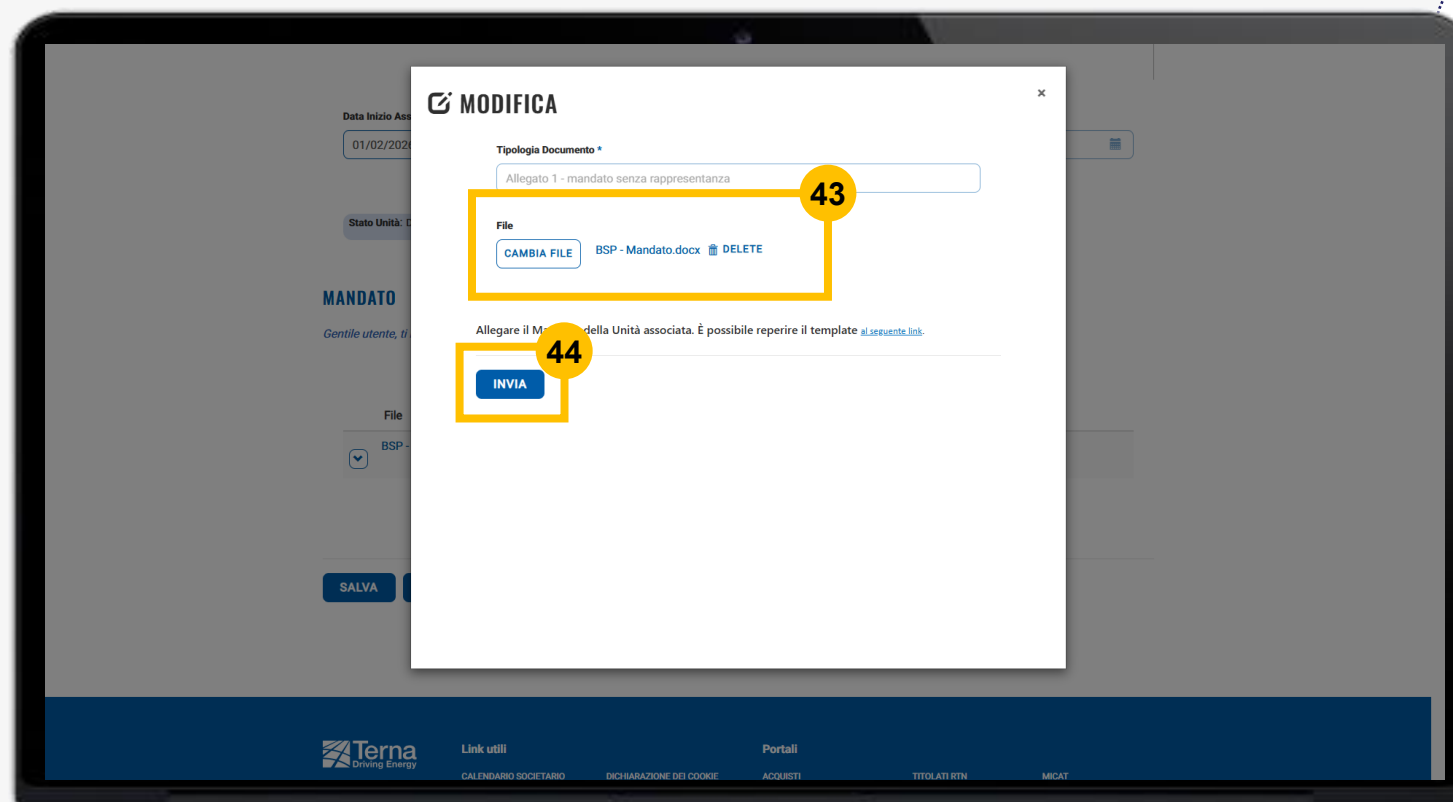 MODIFICA
×
Data Inizio Ass
01/02/2026
Tipologia Documento *
Allegato 1 - mandato senza rappresentanza
43
Stato Unità: D
File
CAMBIA FILE
BSP - Mandato.docx
DELETE
MANDATO
Gentile utente, ti
Allegare il Ma della Unità associata. È possibile reperire il template al seguente link.
44
INVIA
File
BSP -
SALVA
Terna
Driving Energy
Link utili
Portali
CALENDARIO SOCIETARIO
DICHIARAZIONE DEI COOKIE
ACQUISTI
TITOLATI RTN
MICAT